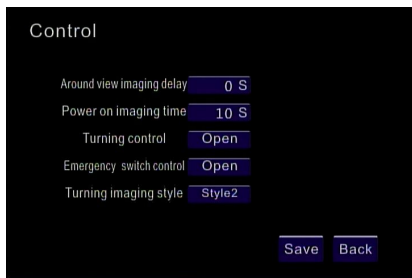 Control
Around view imaging delay 0 S
Power on imaging time 10 S
Turning control Open
Emergency switch control Open
Turning imaging style Style2
Save Back